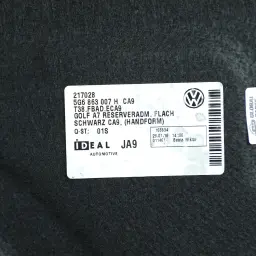 217028
5G6 863 007 H CA9
T38.FBAD.ECA9
GOLF A7 RESERVERADM. FLACH
SCHWARZ CA9, (HANDFORM)
Q-ST: 01S
IDEAL JA9
AUTOMOTIVE